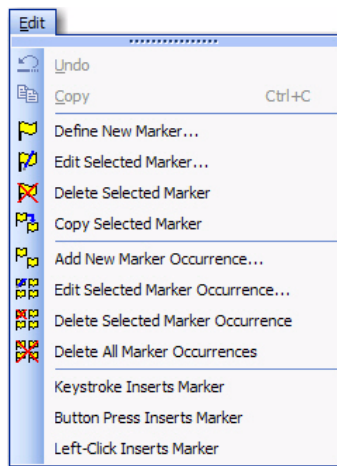 Edit
Undo
Copy Ctrl+C
Define New Marker...
Edit Selected Marker...
Delete Selected Marker
Copy Selected Marker
Add New Marker Occurrence...
Edit Selected Marker Occurrence...
Delete Selected Marker Occurrence
Delete All Marker Occurrences
Keystroke Inserts Marker
Button Press Inserts Marker
Left-Click Inserts Marker